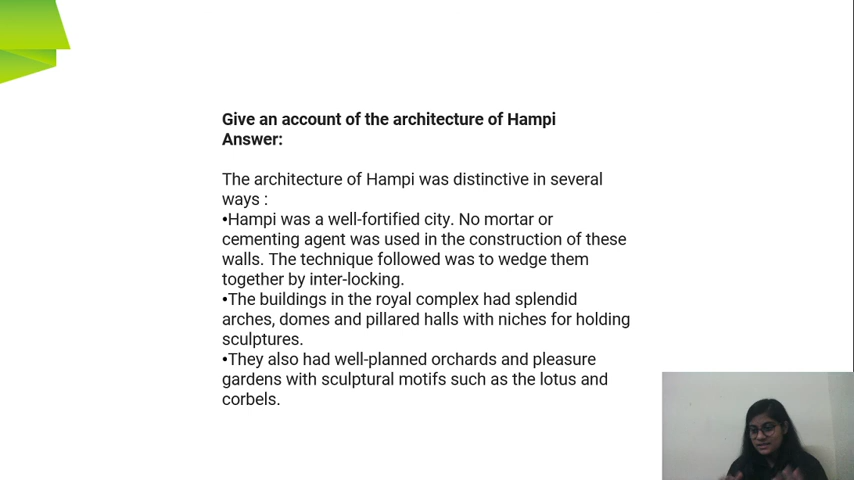 Give an account of the architecture of Hampi
Answer:
The architecture of Hampi was distinctive in several
ways :
•Hampi was a well-fortified city. No mortar or
cementing agent was used in the construction of these
walls. The technique followed was to wedge them
together by inter-locking.
•The buildings in the royal complex had splendid
arches, domes and pillared halls with niches for holding
sculptures.
•They also had well-planned orchards and pleasure
gardens with sculptural motifs such as the lotus and
corbels.